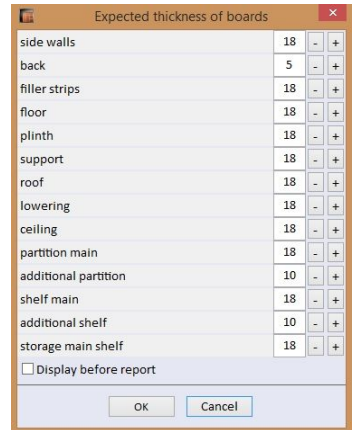 Expected thickness of boards
side walls 18 - +
back 5 - +
filler strips 18 - +
floor 18 - +
plinth 18 - +
support 18 - +
roof 18 - +
lowering 18 - +
ceiling 18 - +
partition main 18 - +
additional partition 10 - +
shelf main 18 - +
additional shelf 10 - +
storage main shelf 18 - +
Display before report
OK Cancel